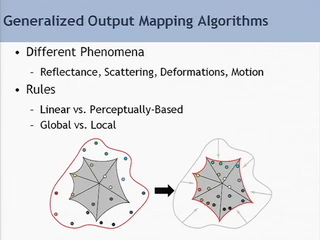 Generalized Output Mapping Algorithms
• Different Phenomena
- Reflectance, Scattering, Deformations, Motion
• Rules
- Linear vs. Perceptually-Based
- Global vs. Local